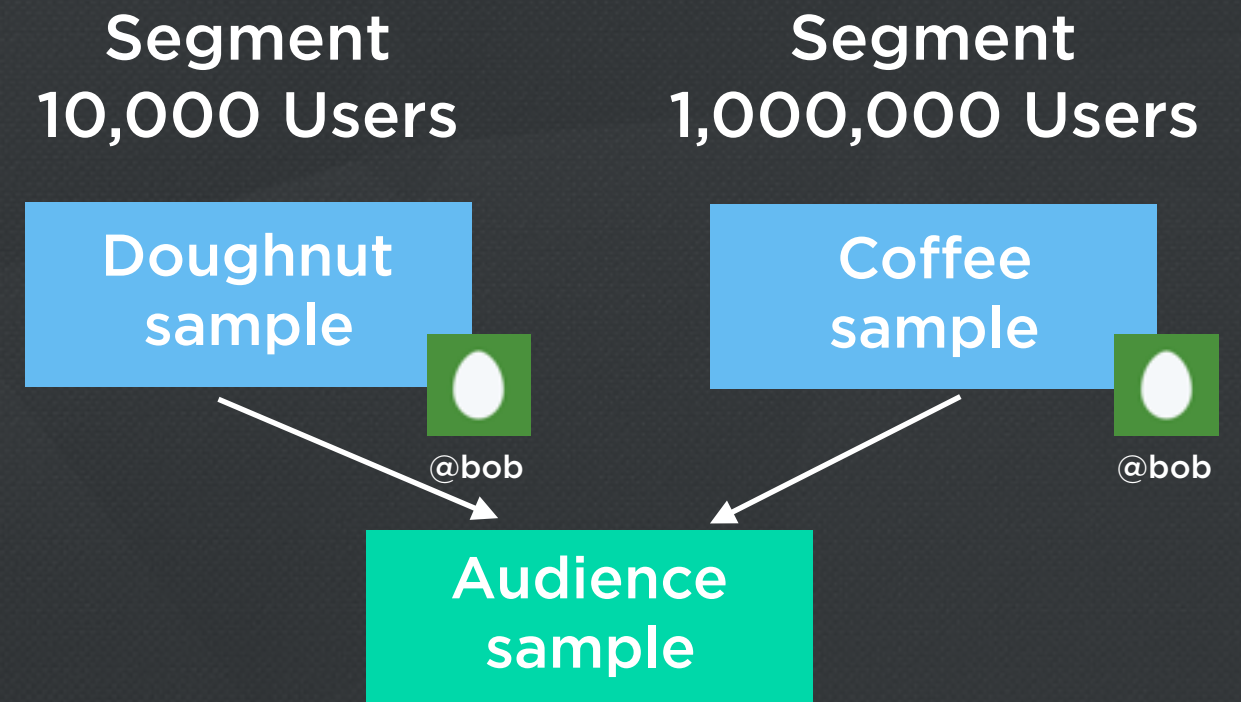 Segment
10,000 Users
Segment
1,000,000 Users
Doughnut
sample
Coffee
sample
@bob
@bob
Audience
sample